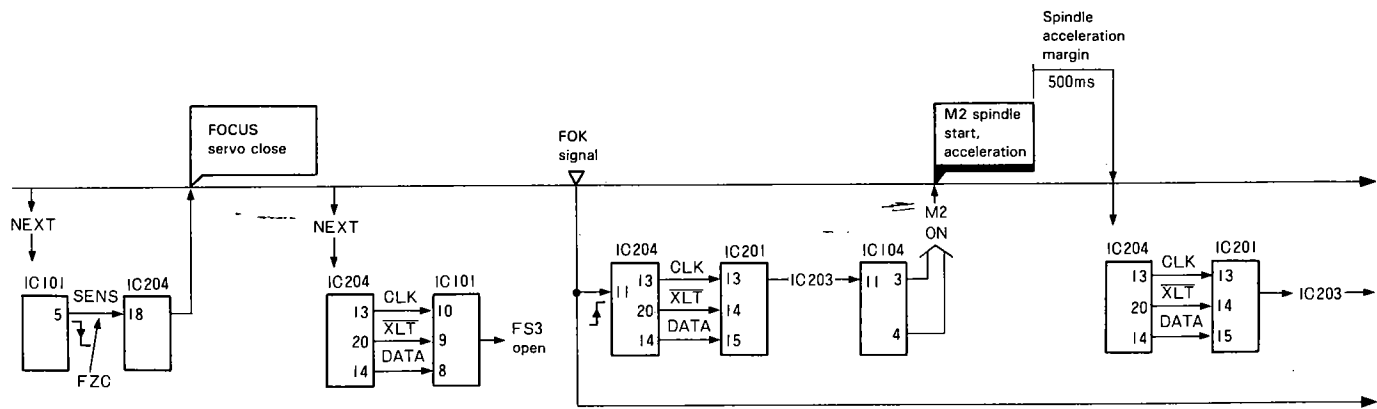 Spindle
acceleration
margin
500ms
FOCUS
servo close
FOK
signal
M2 spindle
start,
acceleration
NEXT
NEXT
M2
ON
IC101
SENS
IC204
5
18
FZC
IC204
CLK
IC101
13
10
XLT
20
9
DATA
14
8
FS3
open
IC204
CLK
IC201
11
13
13
XLT
20
14
DATA
14
15
IC203
IC104
11
3
4
IC204
CLK
IC201
13
13
XLT
20
14
DATA
14
15
IC203